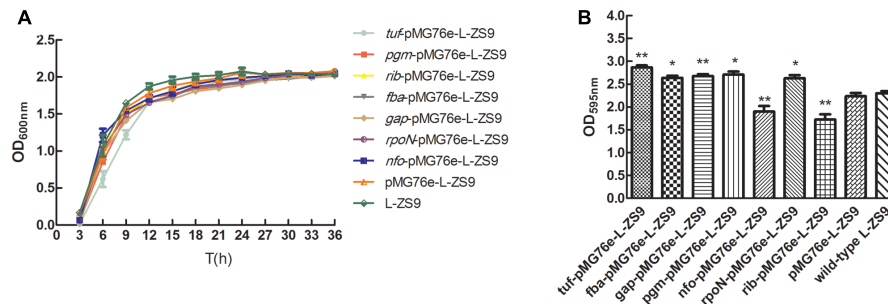 A
OD600nm
2.5
2.0
1.5
1.0
0.5
0.0
0 3 6 9 12 15 18 21 24 27 30 33 36
T(h)
tuf-pMG76e-L-ZS9
pgm-pMG76e-L-ZS9
rib-pMG76e-L-ZS9
fba-pMG76e-L-ZS9
gap-pMG76e-L-ZS9
rpoN-pMG76e-L-ZS9
nfo-pMG76e-L-ZS9
pMG76e-L-ZS9
L-ZS9
B
OD595nm
3.5
3.0
2.5
2.0
1.5
1.0
0.5
0.0
** * ** * ** * **
tuf-pMG76e-L-ZS9
fba-pMG76e-L-ZS9
gap-pMG76e-L-ZS9
pgm-pMG76e-L-ZS9
nfo-pMG76e-L-ZS9
rpoN-pMG76e-L-ZS9
rib-pMG76e-L-ZS9
pMG76e-L-ZS9
wild-type L-ZS9